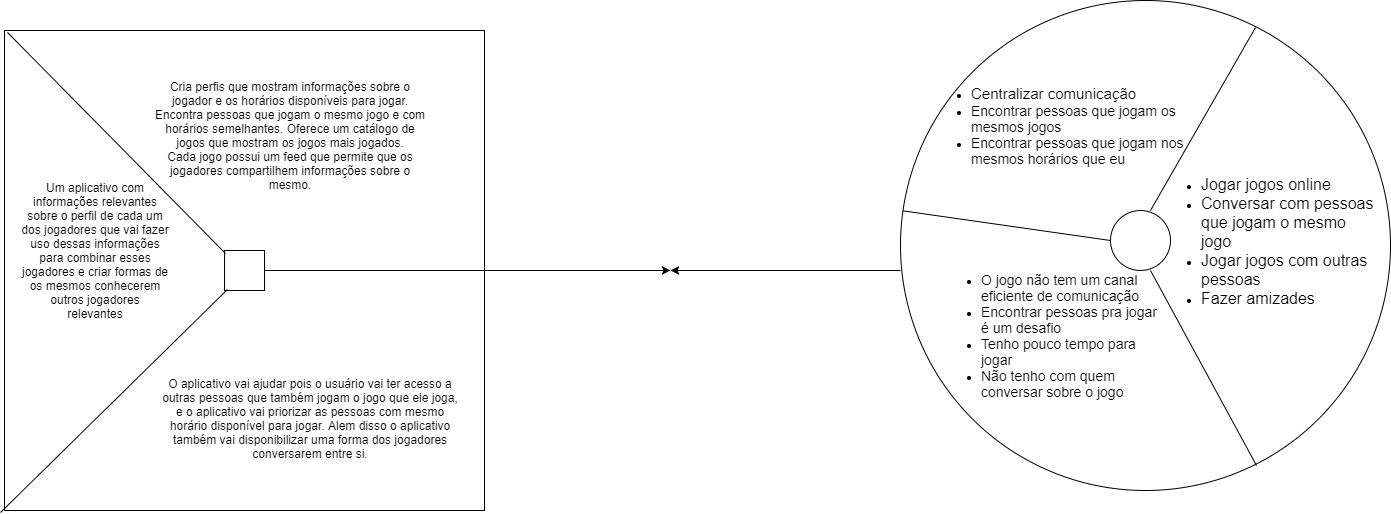 Cria perfis que mostram informações sobre o
jogador e os horários disponíveis para jogar.
Encontra pessoas que jogam o mesmo jogo e com
horários semelhantes. Oferece um catálogo de
jogos que mostram os jogos mais jogados.
Cada jogo possui um feed que permite que os
jogadores compartilhem informações sobre o
mesmo.
Um aplicativo com
informações relevantes
sobre o perfil de cada um
dos jogadores que vai fazer
uso dessas informações
para combinar esses
jogadores e criar formas de
os mesmos conhecerem
outros jogadores
relevantes
O aplicativo vai ajudar pois o usuário vai ter acesso a
outras pessoas que também jogam o jogo que ele joga,
e o aplicativo vai priorizar as pessoas com mesmo
horário disponível para jogar. Alem disso o aplicativo
também vai disponibilizar uma forma dos jogadores
conversarem entre si.
• Centralizar comunicação
• Encontrar pessoas que jogam os
mesmos jogos
• Encontrar pessoas que jogam nos
mesmos horários que eu
• Jogar jogos online
• Conversar com pessoas
que jogam o mesmo
jogo
• Jogar jogos com outras
pessoas
• Fazer amizades
• O jogo não tem um canal
eficiente de comunicação
• Encontrar pessoas pra jogar
é um desafio
• Tenho pouco tempo para
jogar
• Não tenho com quem
conversar sobre o jogo